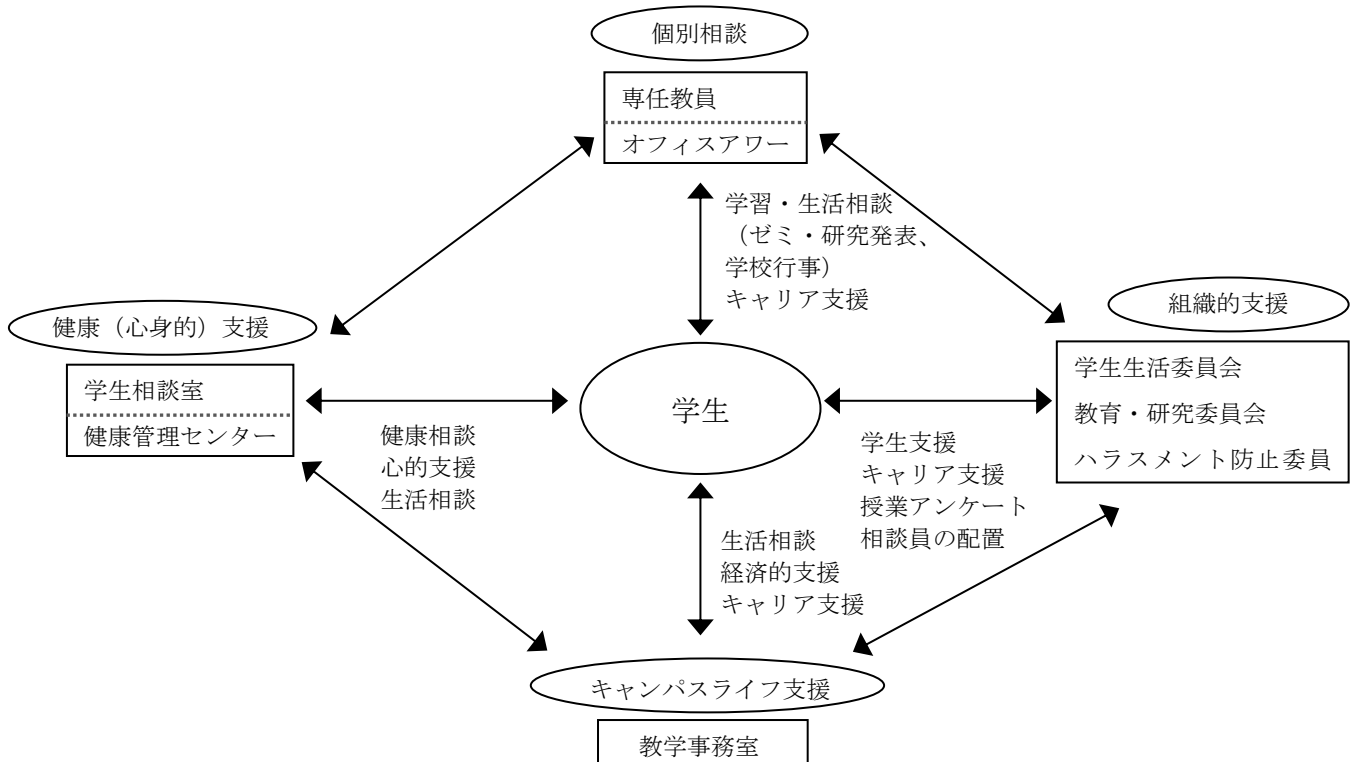 個別相談
専任教員
オフィスアワー
学習・生活相談
（ゼミ・研究発表、
学校行事）
キャリア支援
健康（心身的）支援
学生相談室
健康管理センター
健康相談
心的支援
生活相談
学生
組織的支援
学生生活委員会
教育・研究委員会
ハラスメント防止委員
学生支援
キャリア支援
授業アンケート
相談員の配置
生活相談
経済的支援
キャリア支援
キャンパスライフ支援
教学事務室